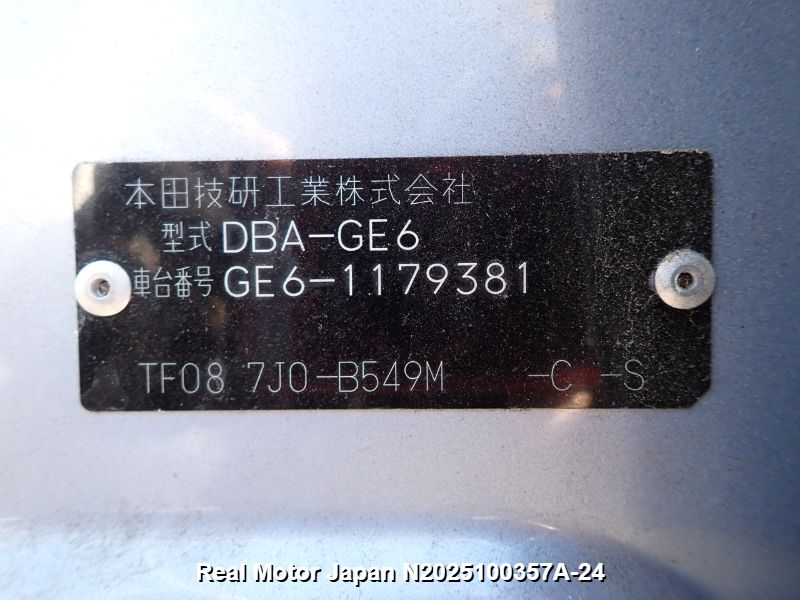 本田技研工業株式会社
型式 DBA-GE6
車台番号 GE6-1179381
TF08 7J0-B549M -C -S
Real Motor Japan N2025100357A-24